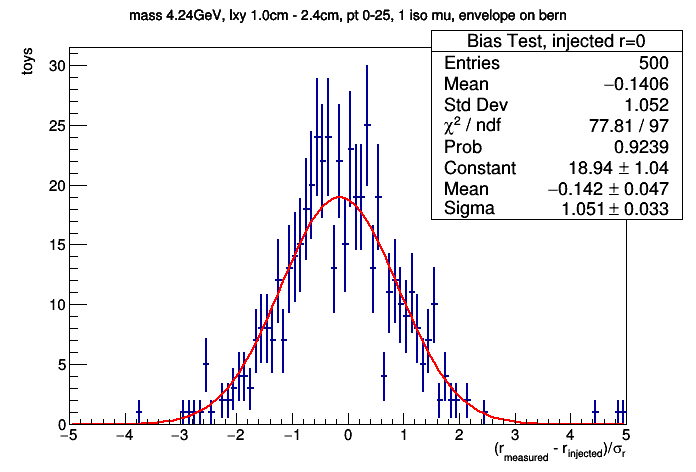 mass 4.24GeV, lxy 1.0cm - 2.4cm, pt 0-25, 1 iso mu, envelope on bern
Bias Test, injected r=0
Entries 500
Mean −0.1406
Std Dev 1.052
χ² / ndf 77.81 / 97
Prob 0.9239
Constant 18.94 ± 1.04
Mean −0.142 ± 0.047
Sigma 1.051 ± 0.033
toys
30
25
20
15
10
5
0
−5 −4 −3 −2 −1 0 1 2 3 4 5
(r_measured - r_injected)/σ_r